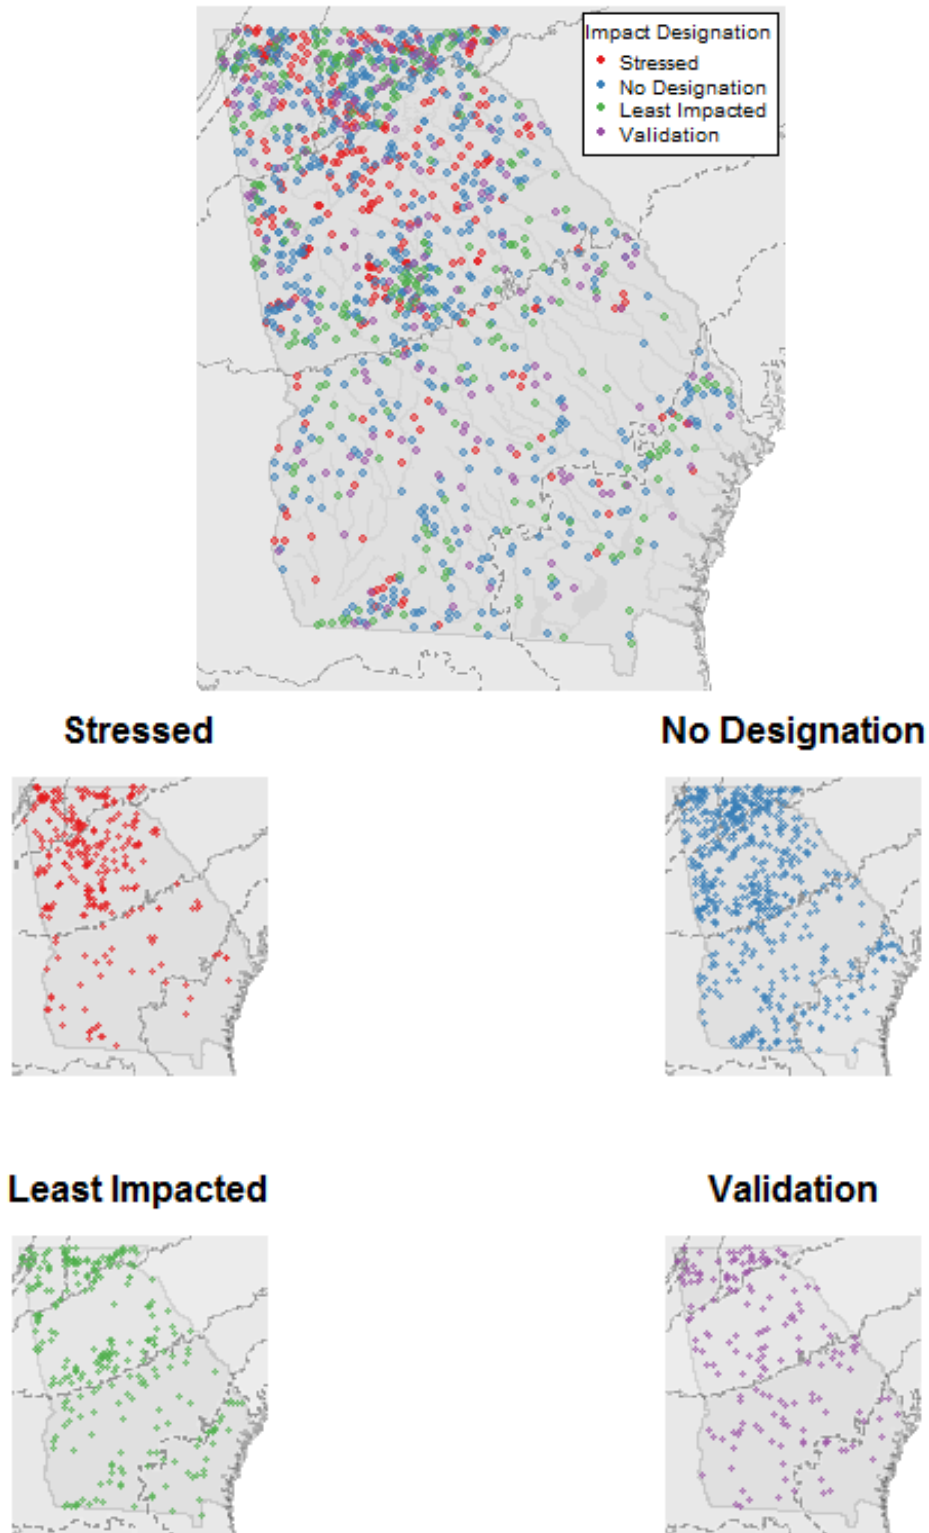 Impact Designation
Stressed
No Designation
Least Impacted
Validation
Stressed
No Designation
Least Impacted
Validation